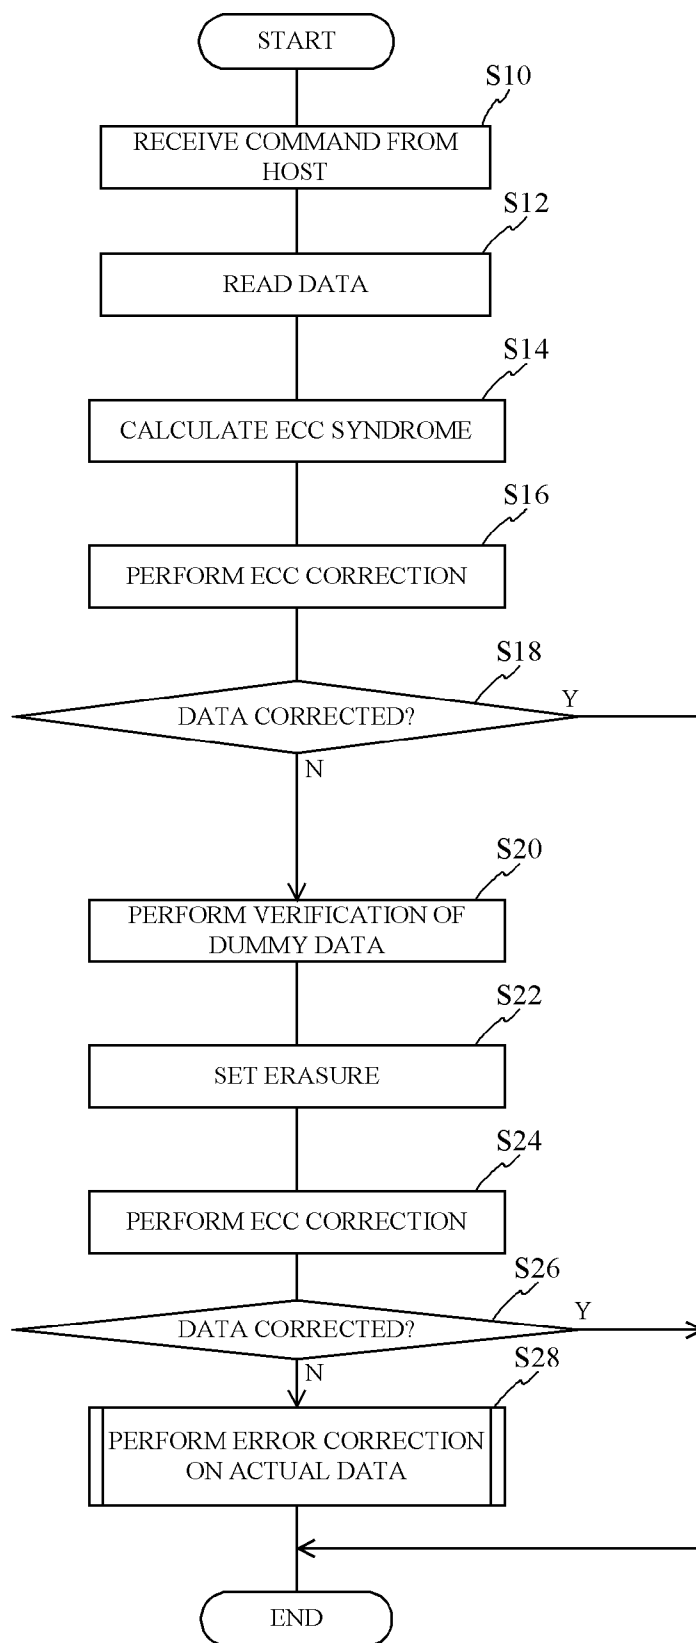 START
S10
RECEIVE COMMAND FROM
HOST
S12
READ DATA
S14
CALCULATE ECC SYNDROME
S16
PERFORM ECC CORRECTION
S18
DATA CORRECTED?
Y
N
S20
PERFORM VERIFICATION OF
DUMMY DATA
S22
SET ERASURE
S24
PERFORM ECC CORRECTION
S26
DATA CORRECTED?
Y
N
S28
PERFORM ERROR CORRECTION
ON ACTUAL DATA
END